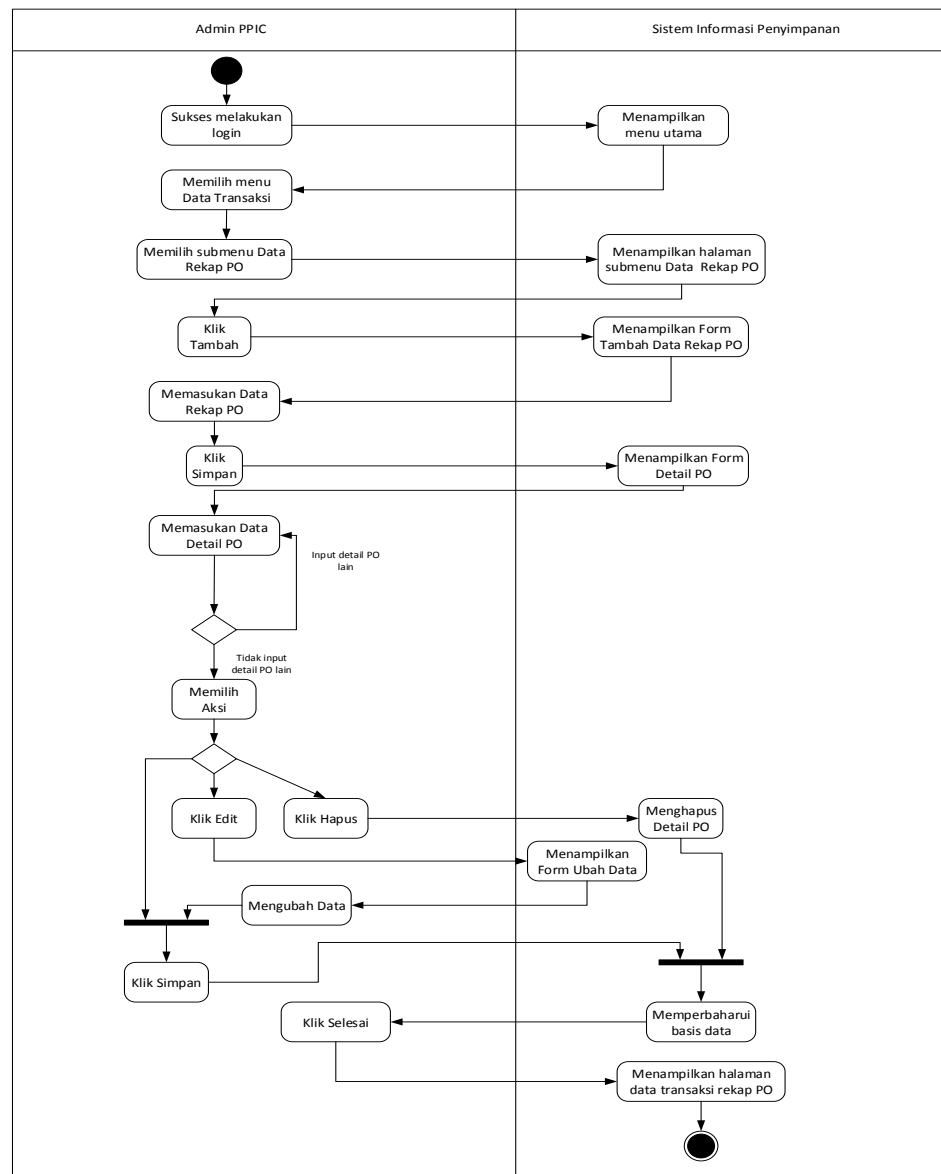 Admin PPIC
Sistem Informasi Penyimpanan
Sukses melakukan
login
Menampilkan
menu utama
Memilih menu
Data Transaksi
Memilih submenu Data
Rekap PO
Menampilkan halaman
submenu Data Rekap PO
Klik
Tambah
Menampilkan Form
Tambah Data Rekap PO
Memasukan Data
Rekap PO
Klik
Simpan
Menampilkan Form
Detail PO
Memasukan Data
Detail PO
Input detail PO
lain
Tidak input
detail PO lain
Memilih
Aksi
Klik Edit
Klik Hapus
Menghapus
Detail PO
Menampilkan
Form Ubah Data
Mengubah Data
Klik Simpan
Memperbaharui
basis data
Klik Selesai
Menampilkan halaman
data transaksi rekap PO